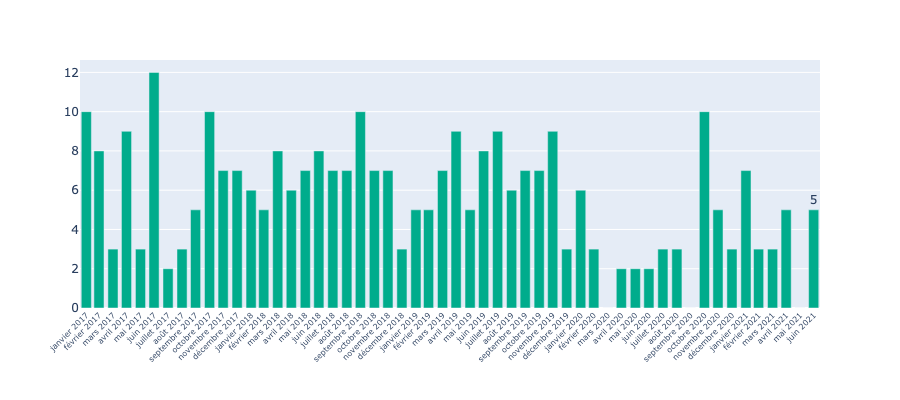 12
10
8
6
4
2
0
5
janvier 2017
février 2017
mars 2017
avril 2017
mai 2017
juin 2017
juillet 2017
août 2017
septembre 2017
octobre 2017
novembre 2017
décembre 2017
janvier 2018
février 2018
mars 2018
avril 2018
mai 2018
juin 2018
juillet 2018
août 2018
septembre 2018
octobre 2018
novembre 2018
décembre 2018
janvier 2019
février 2019
mars 2019
avril 2019
mai 2019
juin 2019
juillet 2019
août 2019
septembre 2019
octobre 2019
novembre 2019
décembre 2019
janvier 2020
février 2020
mars 2020
avril 2020
mai 2020
juin 2020
juillet 2020
août 2020
septembre 2020
octobre 2020
novembre 2020
décembre 2020
janvier 2021
février 2021
mars 2021
avril 2021
mai 2021
juin 2021